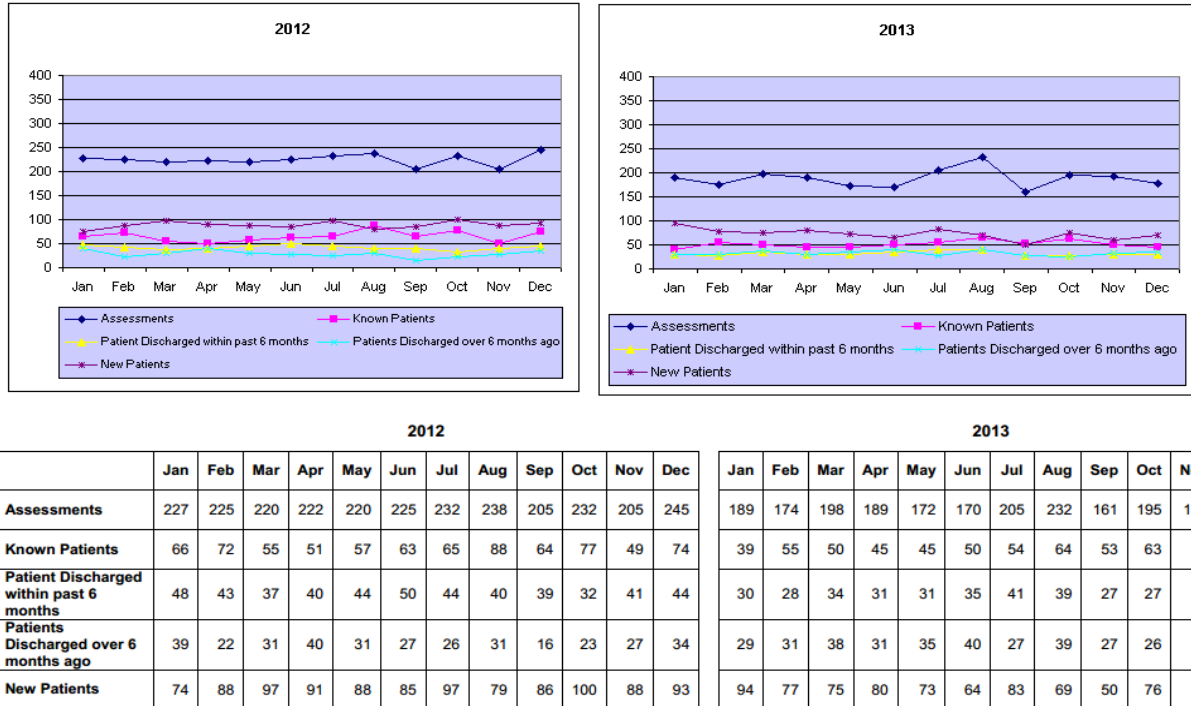 2012
400
350
300
250
200
150
100
50
0
Jan Feb Mar Apr May Jun Jul Aug Sep Oct Nov Dec
Assessments Known Patients
Patient Discharged within past 6 months Patients Discharged over 6 months ago
New Patients
2013
400
350
300
250
200
150
100
50
0
Jan Feb Mar Apr May Jun Jul Aug Sep Oct Nov Dec
Assessments Known Patients
Patient Discharged within past 6 months Patients Discharged over 6 months ago
New Patients
2012 2013
Jan Feb Mar Apr May Jun Jul Aug Sep Oct Nov Dec Jan Feb Mar Apr May Jun Jul Aug Sep Oct N
Assessments 227 225 220 222 220 225 232 238 205 232 205 245 189 174 198 189 172 170 205 232 161 195 1
Known Patients 66 72 55 51 57 63 65 88 64 77 49 74 39 55 50 45 45 50 54 64 53 63
Patient Discharged
within past 6 48 43 37 40 44 50 44 40 39 32 41 44 30 28 34 31 31 35 41 39 27 27
months
Patients
Discharged over 6 39 22 31 40 31 27 26 31 16 23 27 34 29 31 38 31 35 40 27 39 27 26
months ago
New Patients 74 88 97 91 88 85 97 79 86 100 88 93 94 77 75 80 73 64 83 69 50 76